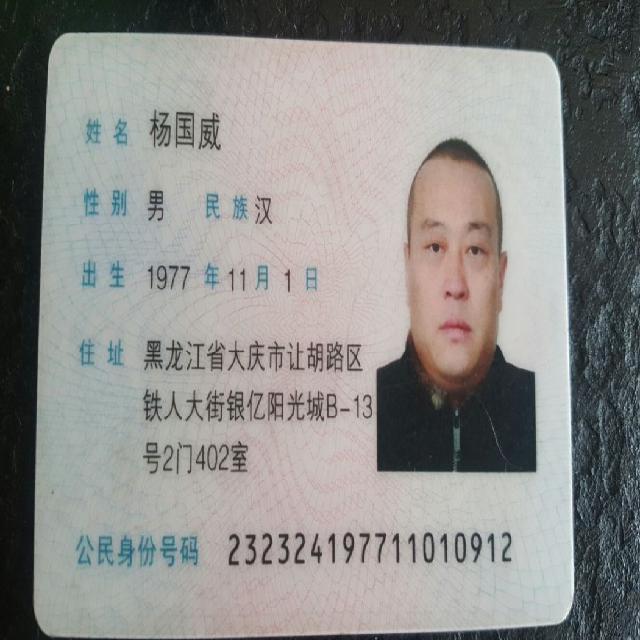 姓名 杨国威
性别 男 民族 汉
出生 1977 年 11 月 1 日
住址 黑龙江省大庆市让胡路区
铁人大街银亿阳光城B-13
号2门402室
公民身份号码 232324197711010912